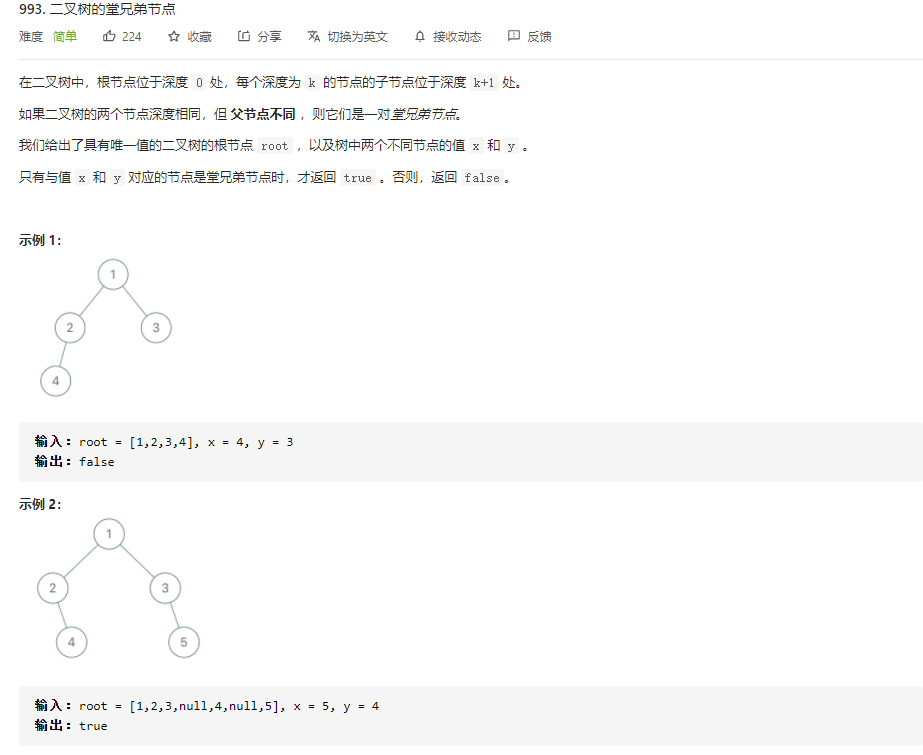 993. 二叉树的堂兄弟节点
难度 简单 224 收藏 分享 切换为英文 接收动态 反馈
在二叉树中，根节点位于深度 0 处，每个深度为 k 的节点的子节点位于深度 k+1 处。
如果二叉树的两个节点深度相同，但 父节点不同 ，则它们是一对堂兄弟节点。
我们给出了具有唯一值的二叉树的根节点 root ，以及树中两个不同节点的值 x 和 y 。
只有与值 x 和 y 对应的节点是堂兄弟节点时，才返回 true 。否则，返回 false。
示例 1：
1
2 3
4
输入：root = [1,2,3,4], x = 4, y = 3
输出：false
示例 2：
1
2 3
4 5
输入：root = [1,2,3,null,4,null,5], x = 5, y = 4
输出：true